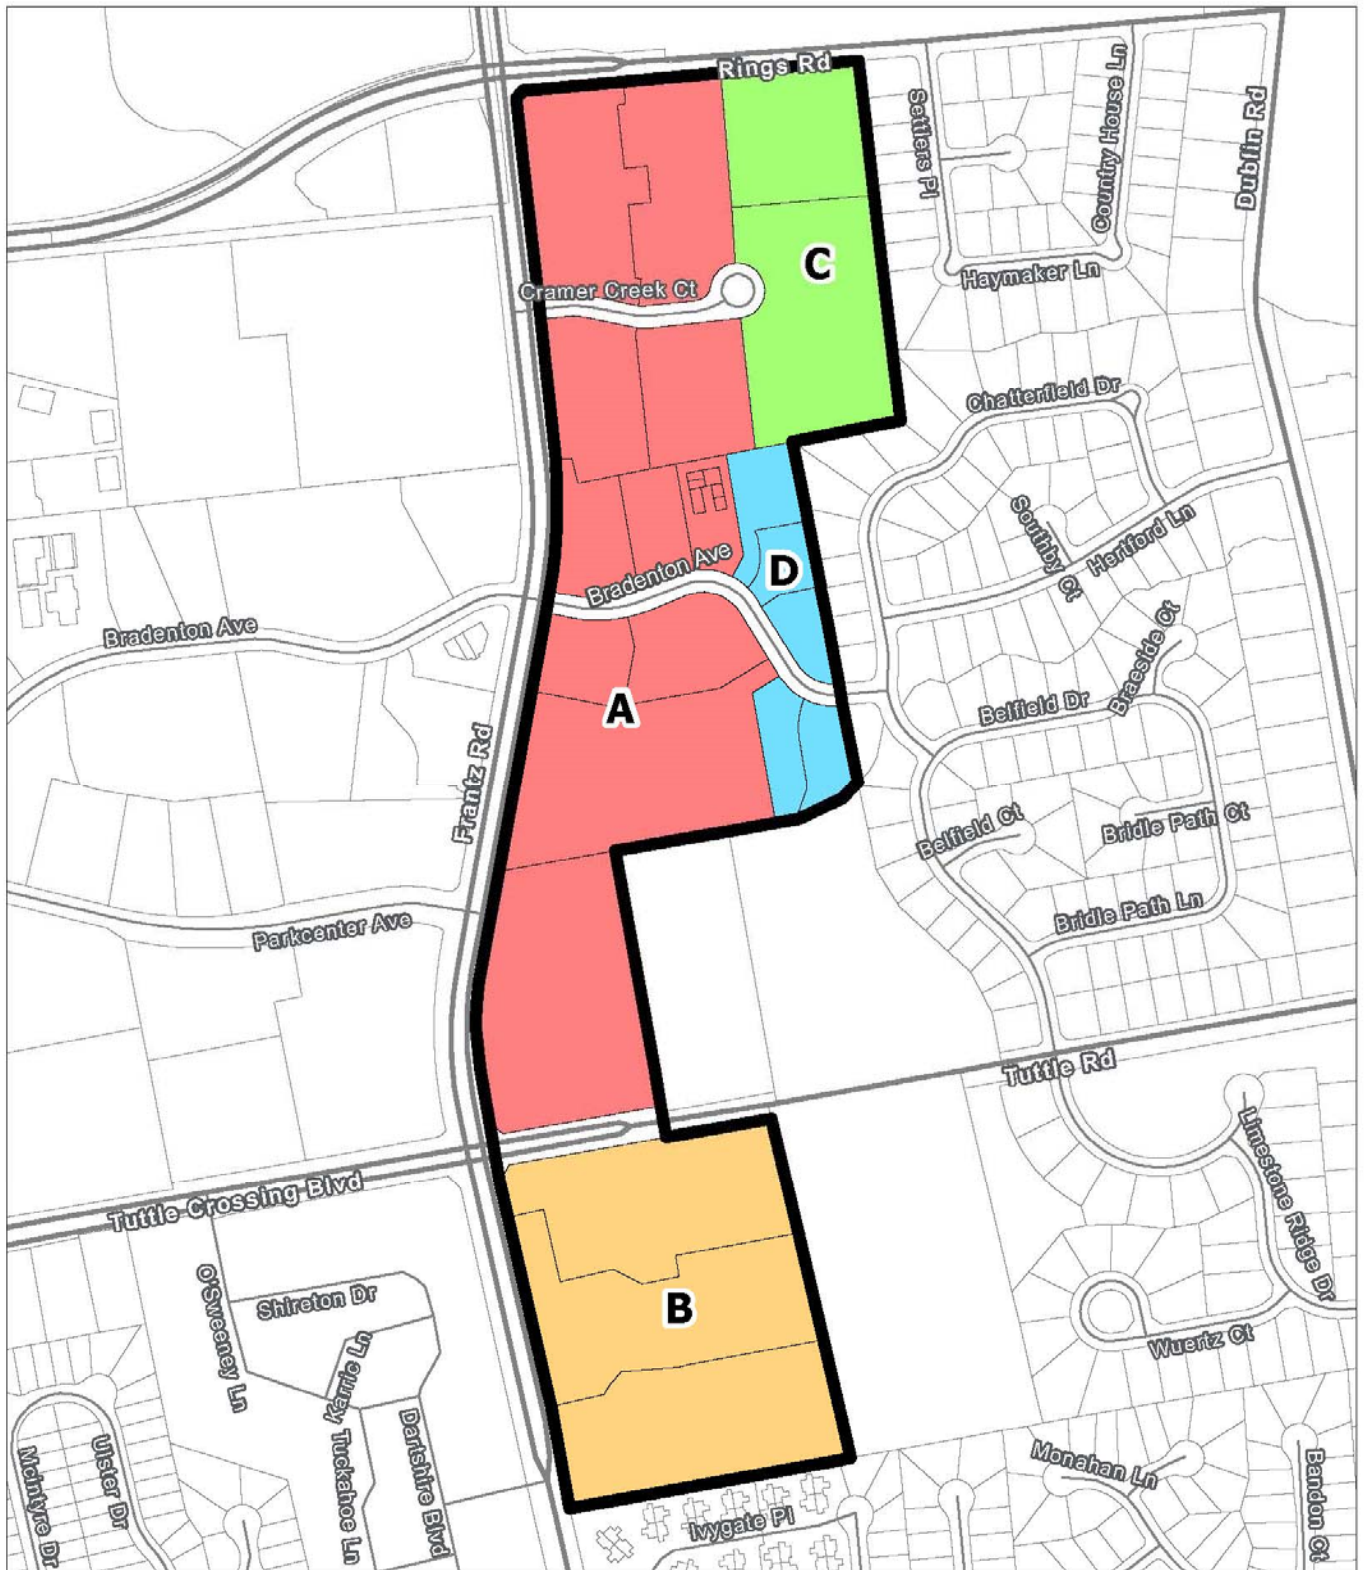 Rings Rd
Settlers Pl
Country House Ln
Dublin Rd
C
Haymaker Ln
Cramer Creek Ct
Chatterfield Dr
Southby Ct
Hertford Ln
D
Bradenton Ave
Bradenton Ave
Braeside Ct
Belfield Dr
A
Frantz Rd
Belfield Ct
Bridle Path Ct
Bridle Path Ln
Parkcenter Ave
Tuttle Rd
Limestone Ridge Dr
Tuttle Crossing Blvd
O'Sweeney Ln
Shireton Dr
B
Wuertz Ct
Karric Ln
Tuckahoe Ln
Dartshire Blvd
McIntyre Dr
Ulster Dr
Monahan Ln
Bandon Ct
Ivygate Pl